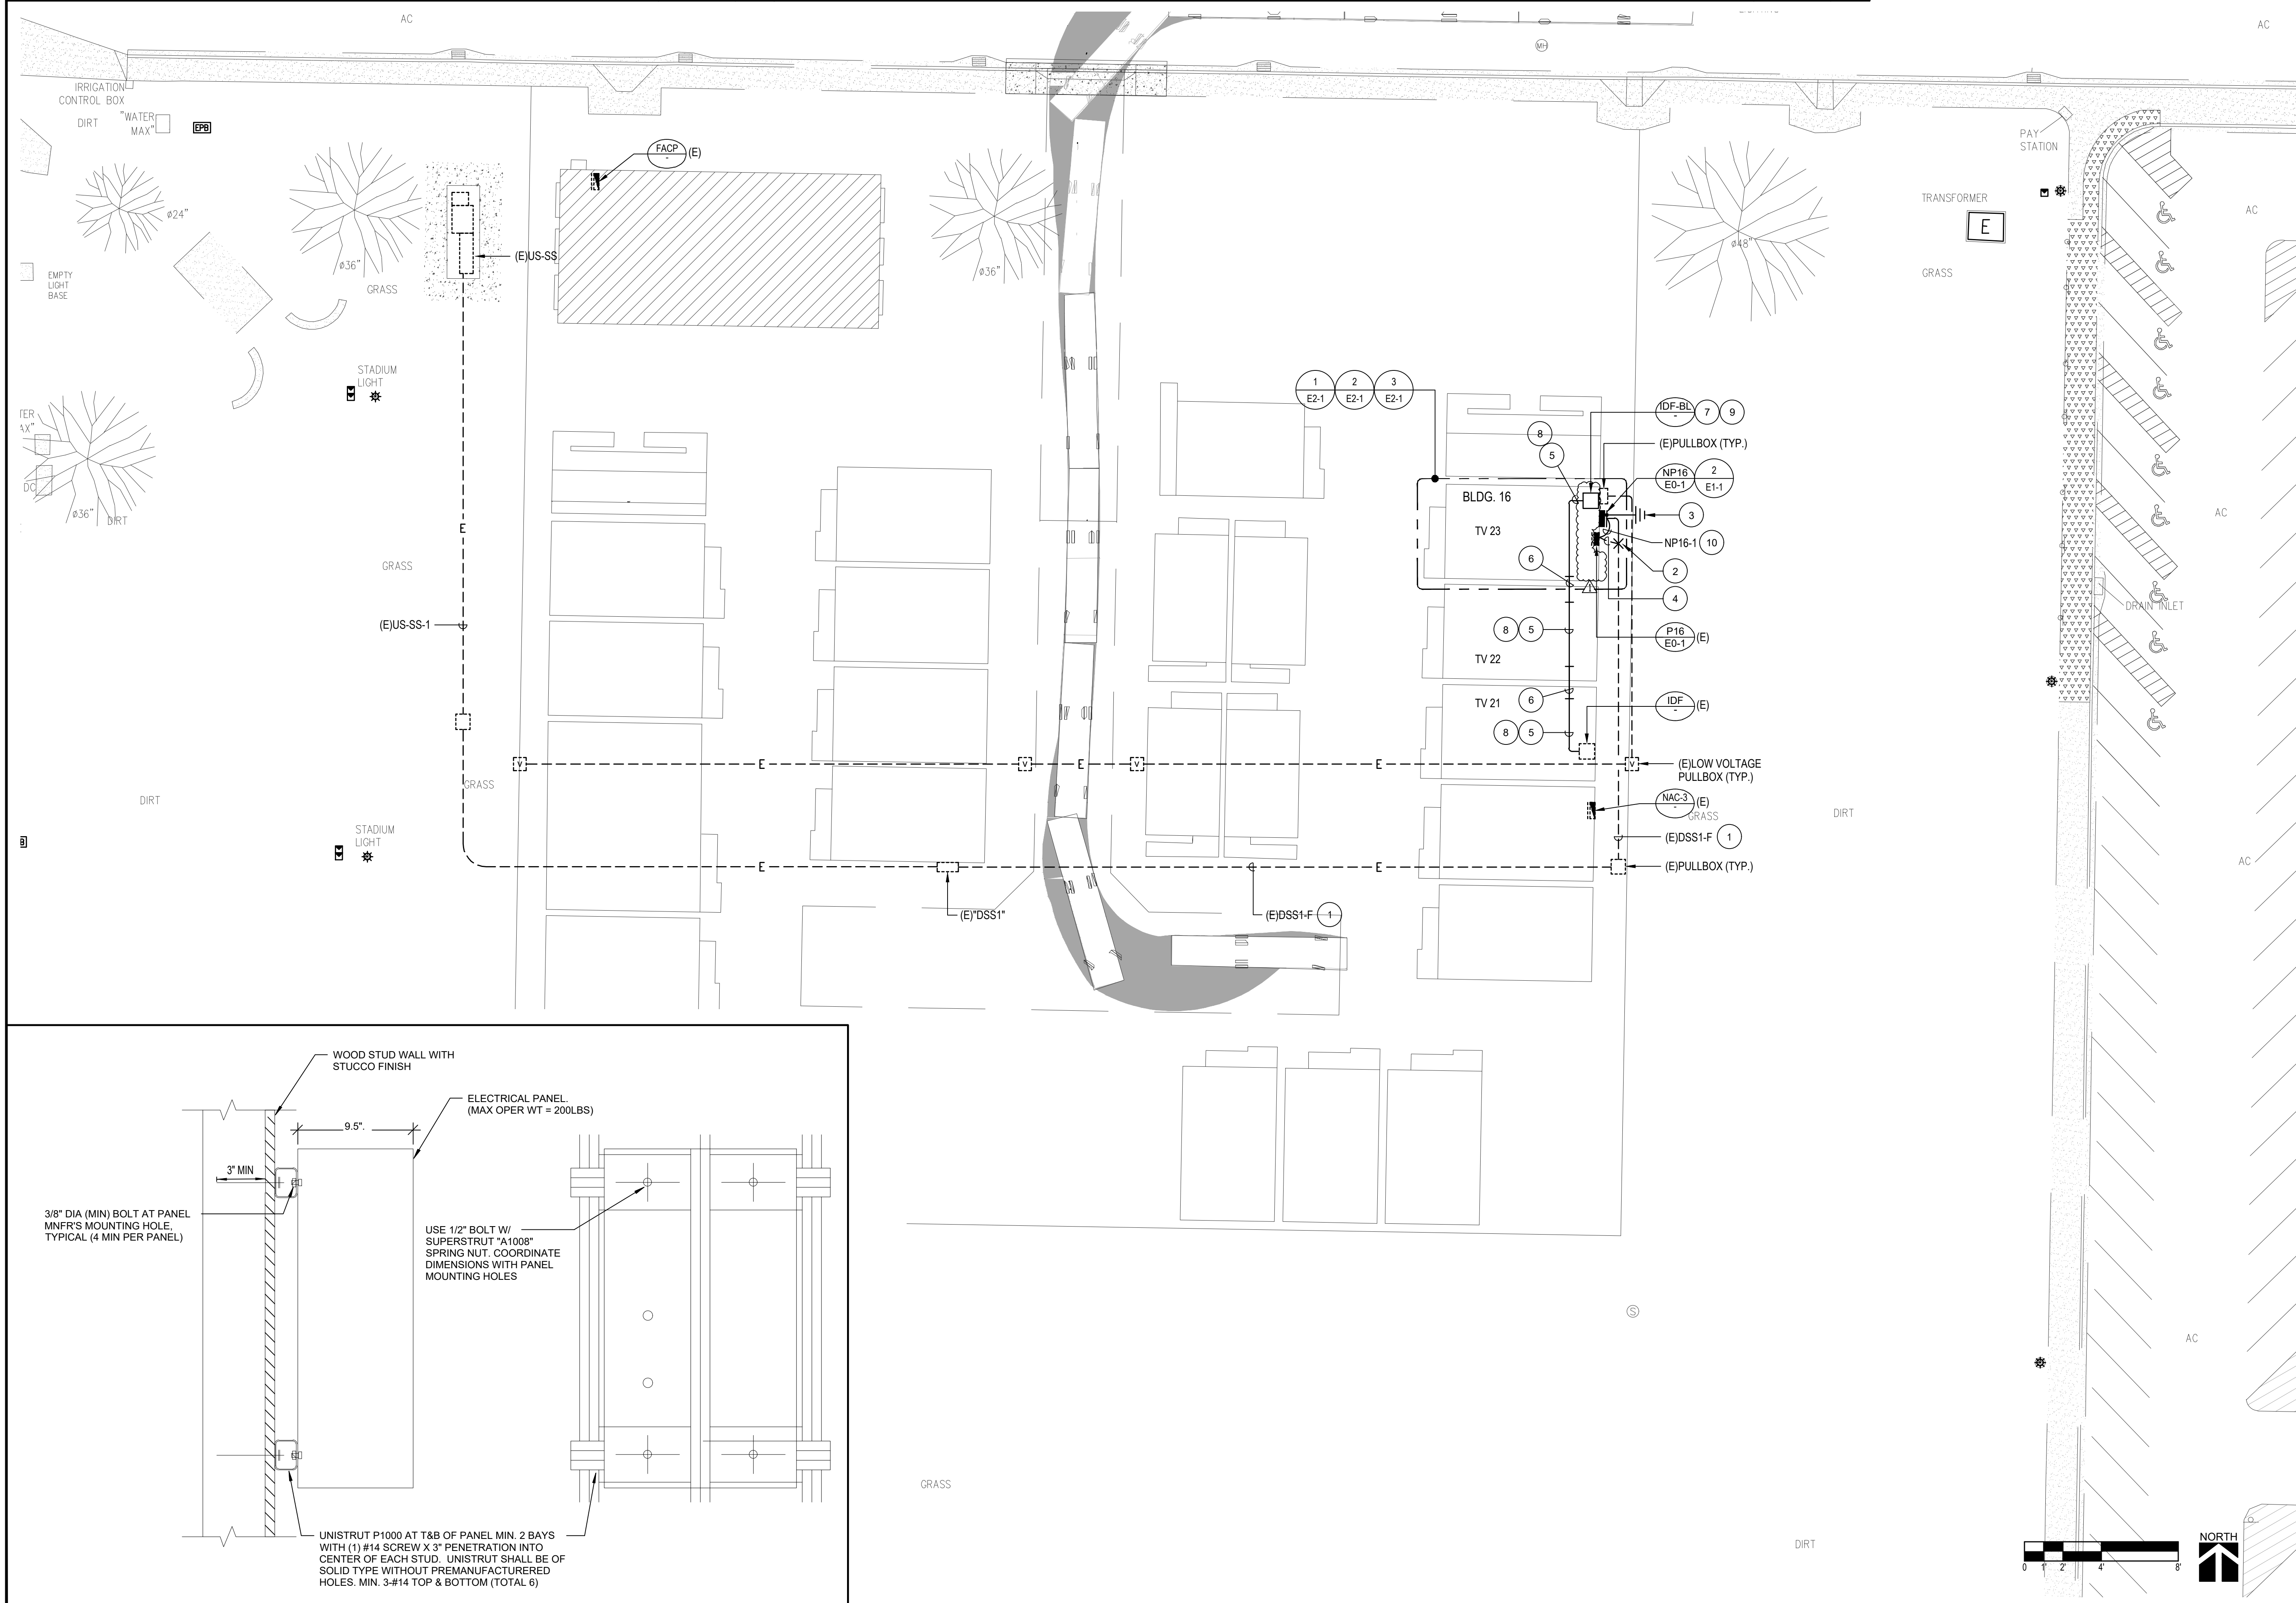 AC
AC
MH
IRRIGATION
CONTROL BOX
DIRT
"WATER
MAX"
EPB
FACP
-
(E)
PAY
STATION
TRANSFORMER
E
AC
ø24"
ø36"
ø36"
ø48"
(E)US-SS
EMPTY
LIGHT
BASE
GRASS
GRASS
STADIUM
LIGHT
1
E2-1
2
E2-1
3
E2-1
IDF-BL
-
7
9
8
5
(E)PULLBOX (TYP.)
NP16
E0-1
2
E1-1
BLDG. 16
TV 23
3
NP16-1
10
AC
DC
ø36"
DIRT
E
GRASS
6
2
4
DRAIN INLET
(E)US-SS-1
8
5
P16
E0-1
(E)
TV 22
TV 21
6
IDF
-
(E)
8
5
V
E
V
E
V
E
V
(E)LOW VOLTAGE
PULLBOX (TYP.)
GRASS
DIRT
NAC-3
-
(E)
GRASS
DIRT
STADIUM
LIGHT
(E)DSS1-F
1
E
E
(E)PULLBOX (TYP.)
AC
(E)"DSS1"
(E)DSS1-F
1
WOOD STUD WALL WITH
STUCCO FINISH
ELECTRICAL PANEL.
(MAX OPER WT = 200LBS)
9.5".
3" MIN
3/8" DIA (MIN) BOLT AT PANEL
MNFR'S MOUNTING HOLE,
TYPICAL (4 MIN PER PANEL)
USE 1/2" BOLT W/
SUPERSTRUT "A1008"
SPRING NUT. COORDINATE
DIMENSIONS WITH PANEL
MOUNTING HOLES
UNISTRUT P1000 AT T&B OF PANEL MIN. 2 BAYS
WITH (1) #14 SCREW X 3" PENETRATION INTO
CENTER OF EACH STUD. UNISTRUT SHALL BE OF
SOLID TYPE WITHOUT PREMANUFACTURERED
HOLES. MIN. 3-#14 TOP & BOTTOM (TOTAL 6)
S
AC
GRASS
DIRT
0 1' 2' 4' 8'
NORTH